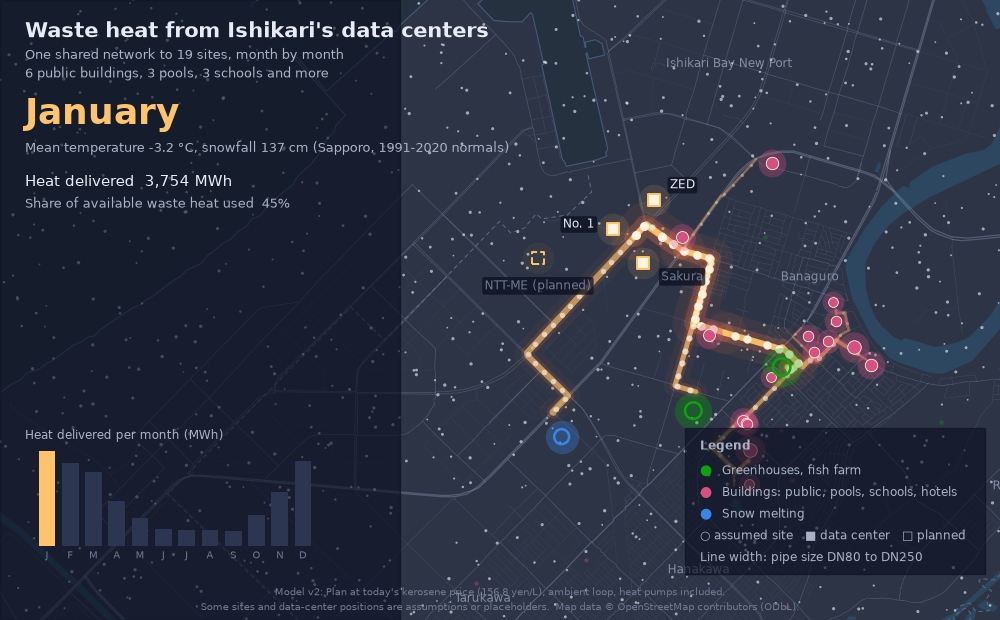 Waste heat from Ishikari's data centers
One shared network to 19 sites, month by month
6 public buildings, 3 pools, 3 schools and more
January
Mean temperature -3.2 °C, snowfall 137 cm (Sapporo, 1991-2020 normals)
Heat delivered 3,754 MWh
Share of available waste heat used 45%
Ishikari Bay New Port
ZED
No. 1
NTT-ME (planned)
Sakura
Banaguro
Heat delivered per month (MWh)
J F M A M J J A S O N D
Legend
Greenhouses, fish farm
Buildings: public, pools, schools, hotels
Snow melting
○ assumed site ■ data center □ planned
Line width: pipe size DN80 to DN250
R
Hanakawa
Tarukawa
Model v2: Plan at today's kerosene price (156.8 yen/L), ambient loop, heat pumps included.
Some sites and data-center positions are assumptions or placeholders. Map data © OpenStreetMap contributors (ODbL).